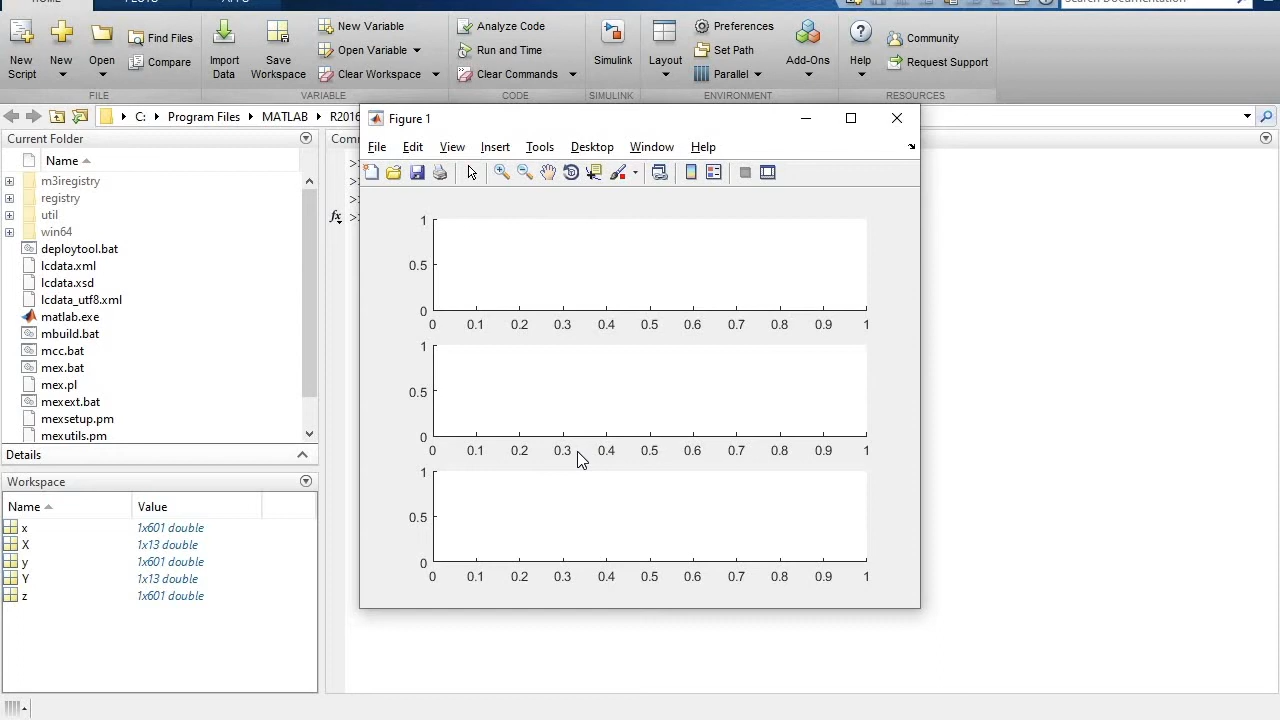 HOME PLOTS APPS Search Documentation
New Script New Open Find Files Compare
FILE
Import Data Save Workspace New Variable Open Variable Clear Workspace
VARIABLE
Analyze Code Run and Time Clear Commands
CODE
Simulink
SIMULINK
Layout Preferences Set Path Parallel Add-Ons
ENVIRONMENT
Help Community Request Support
RESOURCES
C: Program Files MATLAB R2016
Current Folder
Name
m3iregistry
registry
util
win64
deploytool.bat
lcdata.xml
lcdata.xsd
lcdata_utf8.xml
matlab.exe
mbuild.bat
mcc.bat
mex.bat
mex.pl
mexext.bat
mexsetup.pm
mexutils.pm
Details
Workspace
Name Value
x 1x601 double
X 1x13 double
y 1x601 double
Y 1x13 double
z 1x601 double
Comm
fx >>
Figure 1
File Edit View Insert Tools Desktop Window Help
1
0.5
0
0 0.1 0.2 0.3 0.4 0.5 0.6 0.7 0.8 0.9 1
1
0.5
0
0 0.1 0.2 0.3 0.4 0.5 0.6 0.7 0.8 0.9 1
1
0.5
0
0 0.1 0.2 0.3 0.4 0.5 0.6 0.7 0.8 0.9 1